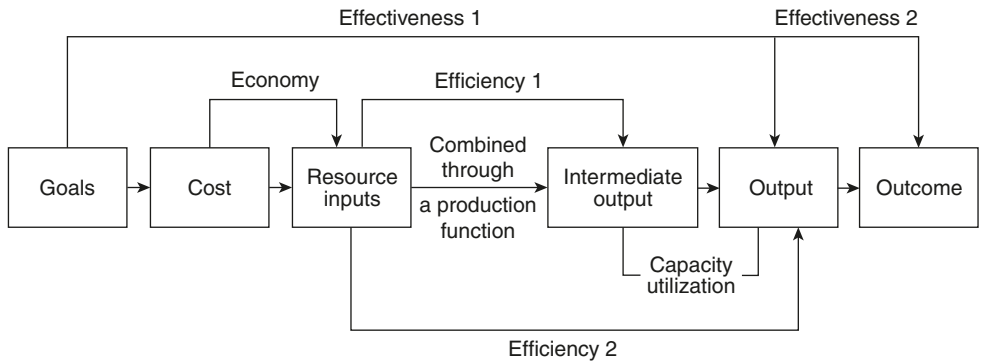 Effectiveness 1
Effectiveness 2
Economy
Efficiency 1
Goals
Cost
Resource
inputs
Combined
through
a production
function
Intermediate
output
Output
Outcome
Capacity
utilization
Efficiency 2